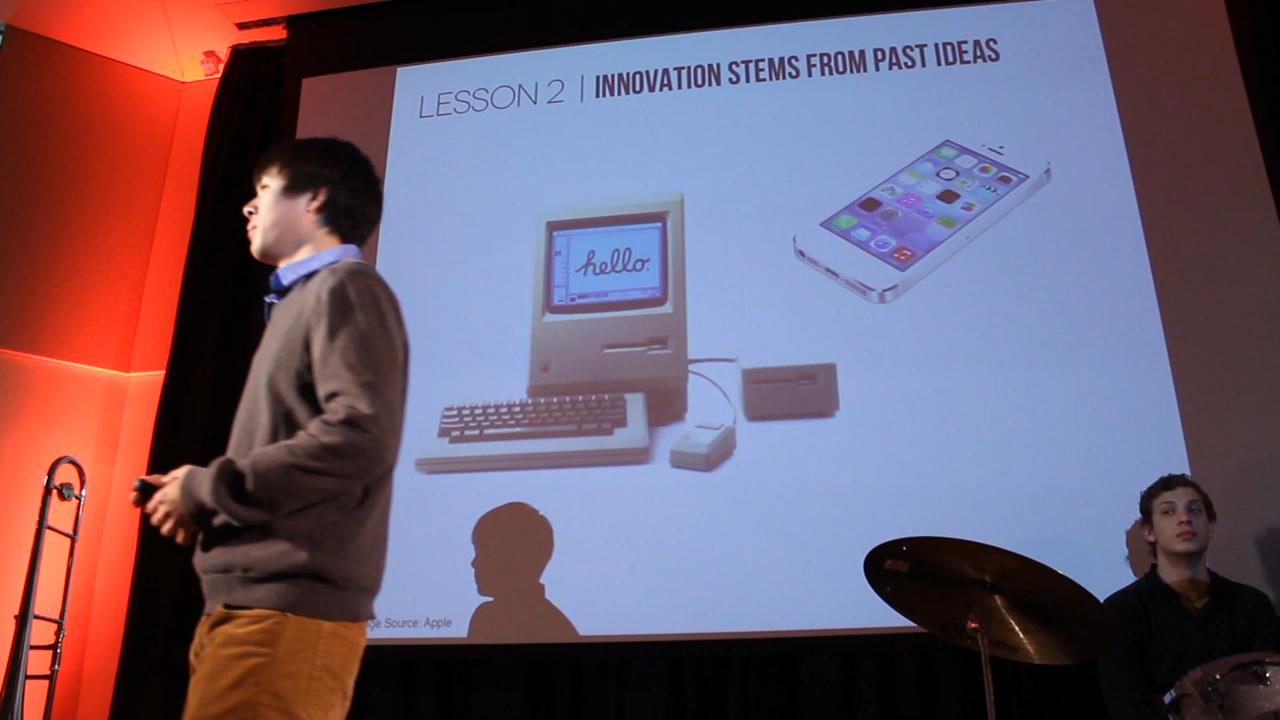 LESSON 2 | INNOVATION STEMS FROM PAST IDEAS
hello.
ge Source: Apple